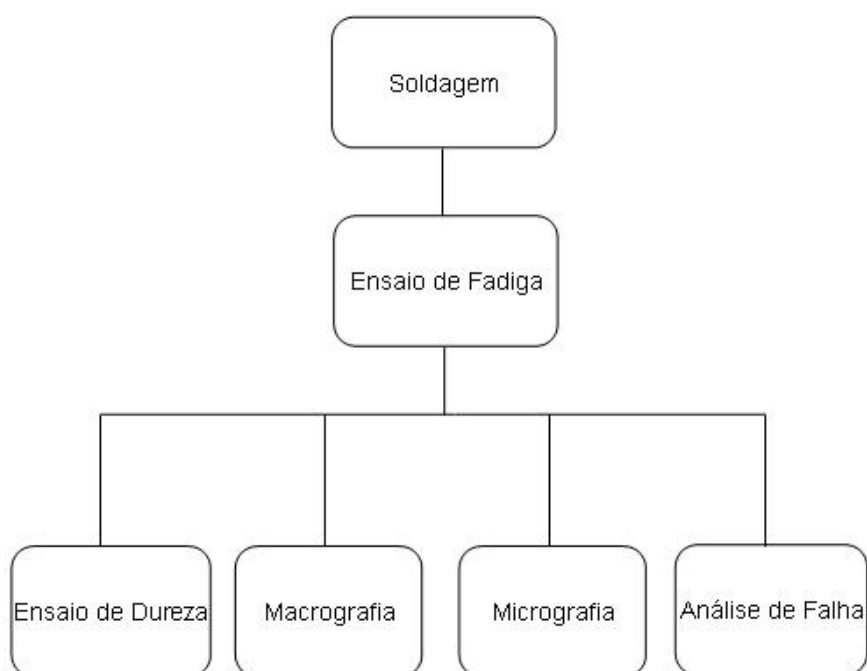 Soldagem
Ensaio de Fadiga
Ensaio de Dureza
Macrografia
Micrografia
Análise de Falha